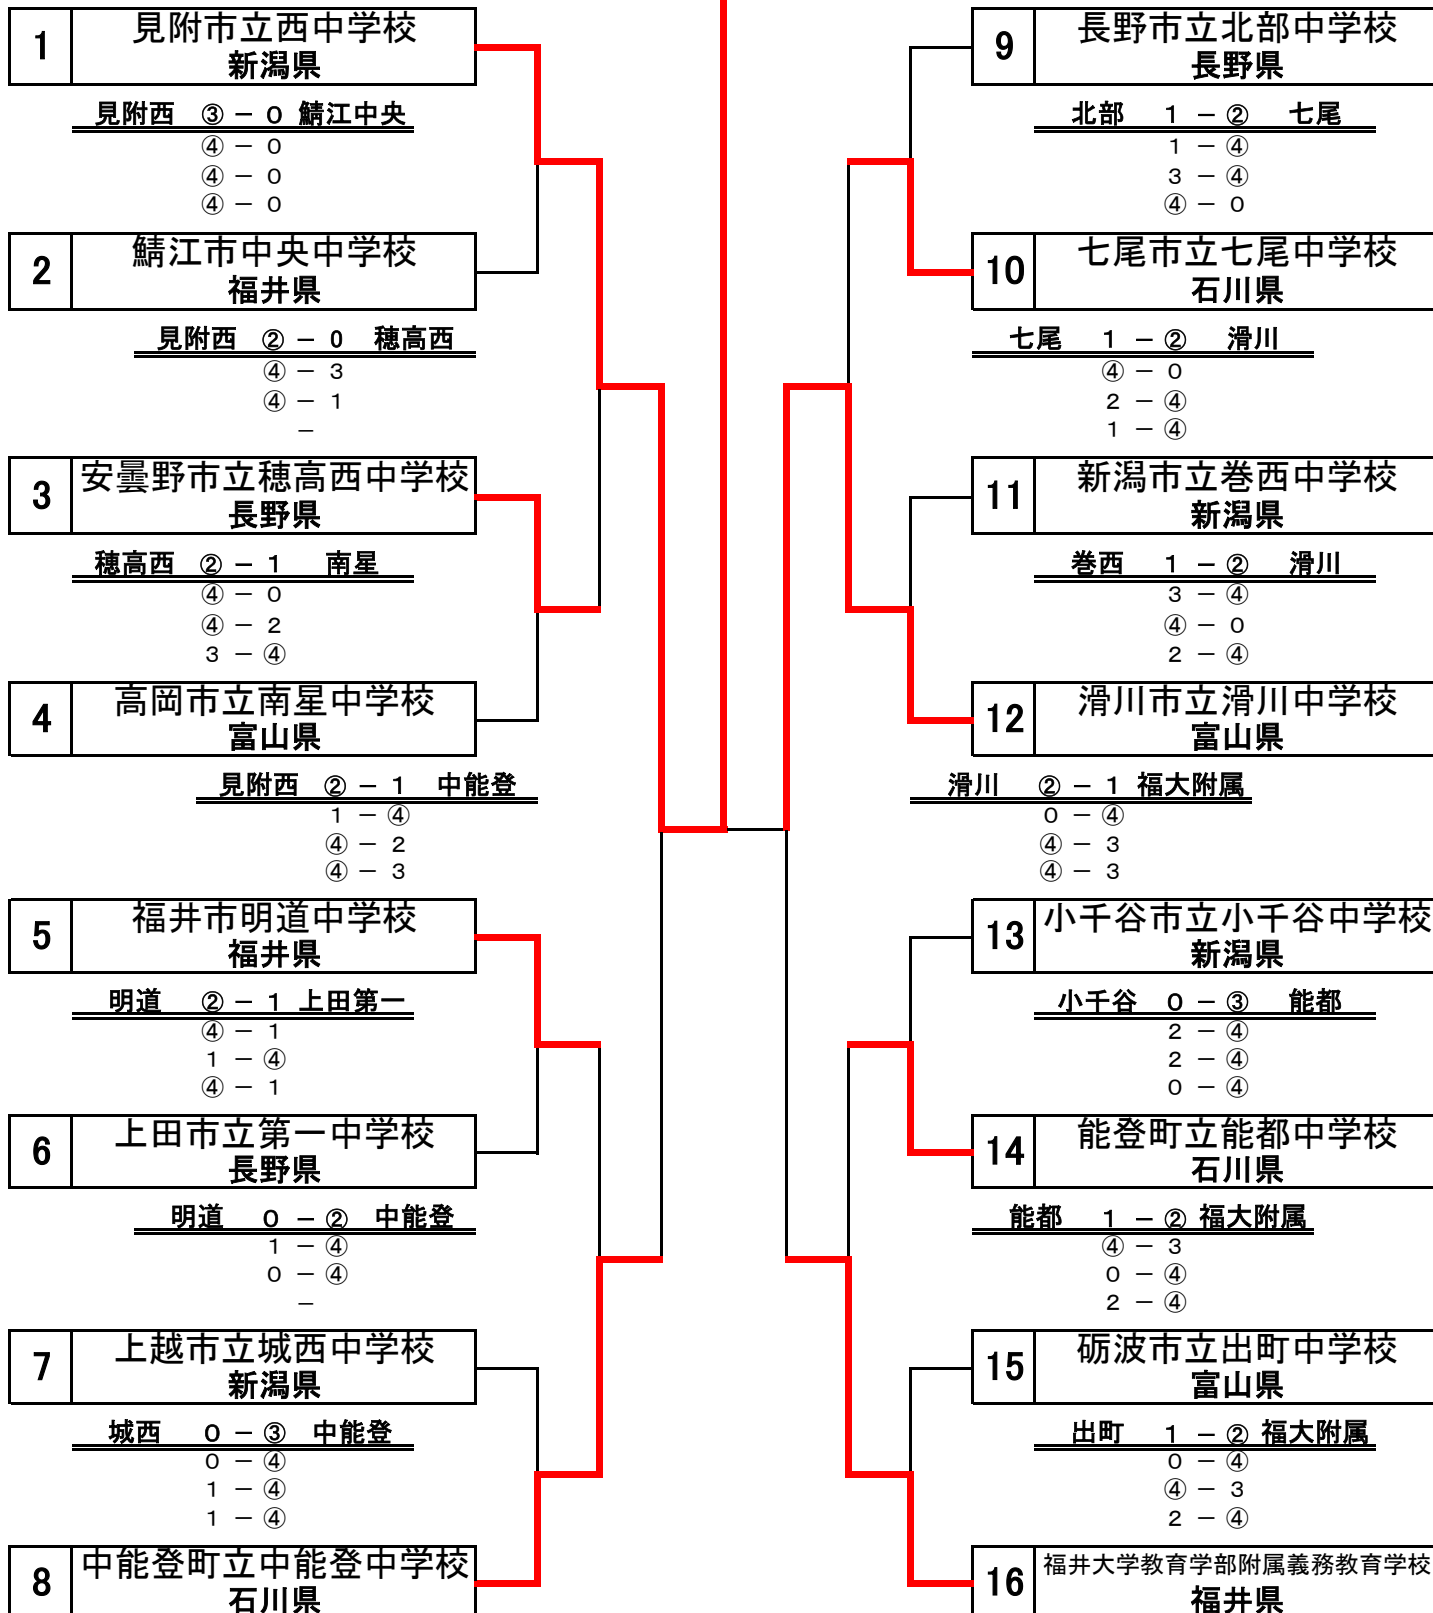 1
見附市立西中学校
新潟県
見附西 ③ － 0 鯖江中央
④ － 0
④ － 0
④ － 0
2
鯖江市中央中学校
福井県
見附西 ② － 0 穂高西
④ － 3
④ － 1
－
3
安曇野市立穂高西中学校
長野県
穂高西 ② － 1 南星
④ － 0
④ － 2
3 － ④
4
高岡市立南星中学校
富山県
見附西 ② － 1 中能登
1 － ④
④ － 2
④ － 3
5
福井市明道中学校
福井県
明道 ② － 1 上田第一
④ － 1
1 － ④
④ － 1
6
上田市立第一中学校
長野県
明道 0 － ② 中能登
1 － ④
0 － ④
－
7
上越市立城西中学校
新潟県
城西 0 － ③ 中能登
0 － ④
1 － ④
1 － ④
8
中能登町立中能登中学校
石川県
9
長野市立北部中学校
長野県
北部 1 － ② 七尾
1 － ④
3 － ④
④ － 0
10
七尾市立七尾中学校
石川県
七尾 1 － ② 滑川
④ － 0
2 － ④
1 － ④
11
新潟市立巻西中学校
新潟県
巻西 1 － ② 滑川
3 － ④
④ － 0
2 － ④
12
滑川市立滑川中学校
富山県
滑川 ② － 1 福大附属
0 － ④
④ － 3
④ － 3
13
小千谷市立小千谷中学校
新潟県
小千谷 0 － ③ 能都
2 － ④
2 － ④
0 － ④
14
能登町立能都中学校
石川県
能都 1 － ② 福大附属
④ － 3
0 － ④
2 － ④
15
砺波市立出町中学校
富山県
出町 1 － ② 福大附属
0 － ④
④ － 3
2 － ④
16
福井大学教育学部附属義務教育学校
福井県